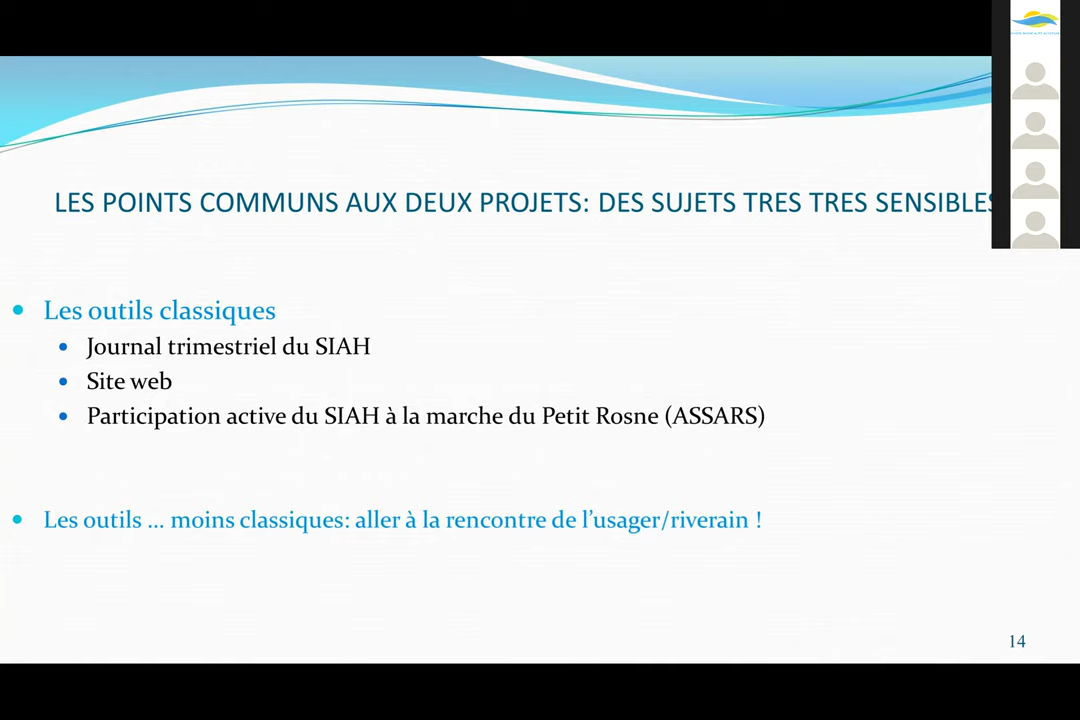 LES POINTS COMMUNS AUX DEUX PROJETS: DES SUJETS TRES TRES SENSIBLES
Les outils classiques
Journal trimestriel du SIAH
Site web
Participation active du SIAH à la marche du Petit Rosne (ASSARS)
Les outils … moins classiques: aller à la rencontre de l’usager/riverain !
14